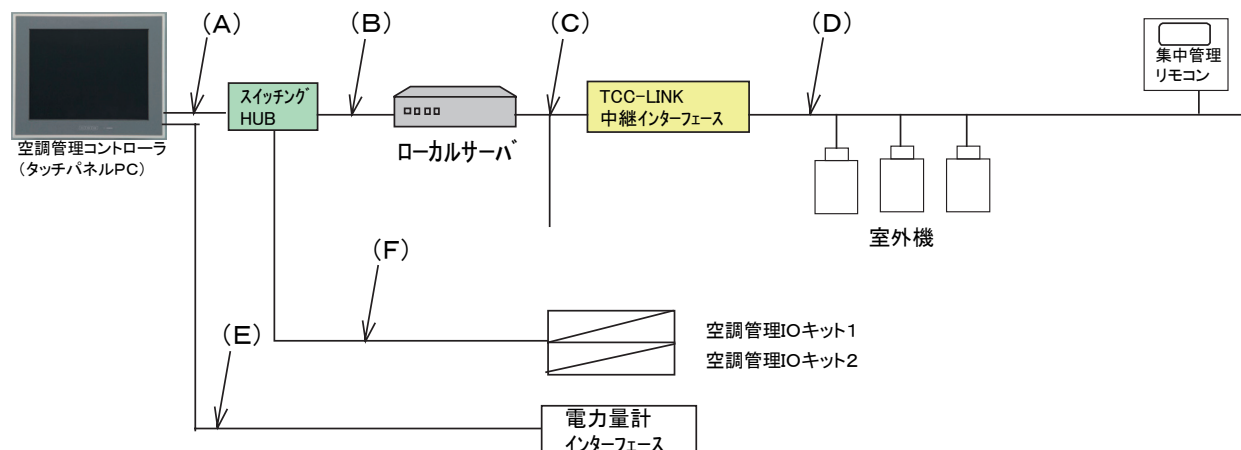 (A)
(B)
(C)
(D)
集中管理
リモコン
スイッチング
HUB
TCC-LINK
中継インターフェース
空調管理コントローラ
(タッチパネルPC)
ローカルサーバ
室外機
(F)
(E)
空調管理IOキット1
空調管理IOキット2
電力量計
インターフェース